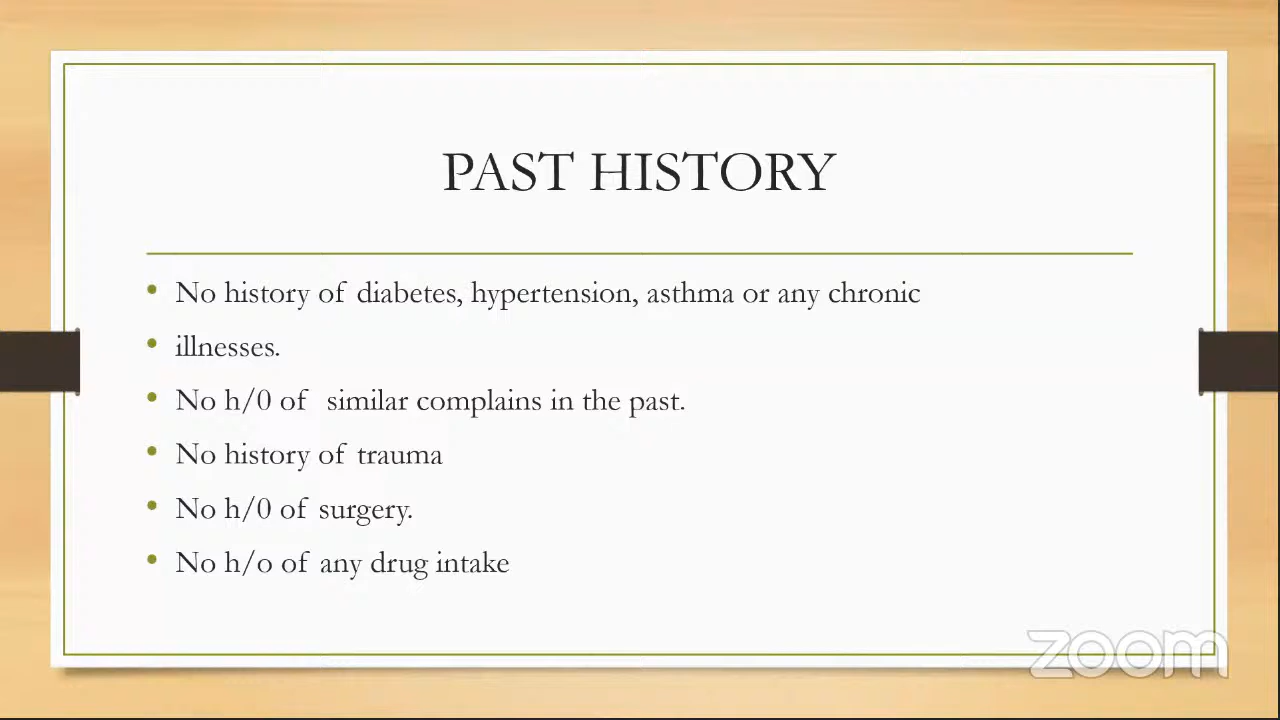 PAST HISTORY
• No history of diabetes, hypertension, asthma or any chronic
• illnesses.
• No h/0 of similar complains in the past.
• No history of trauma
• No h/0 of surgery.
• No h/o of any drug intake
zoom